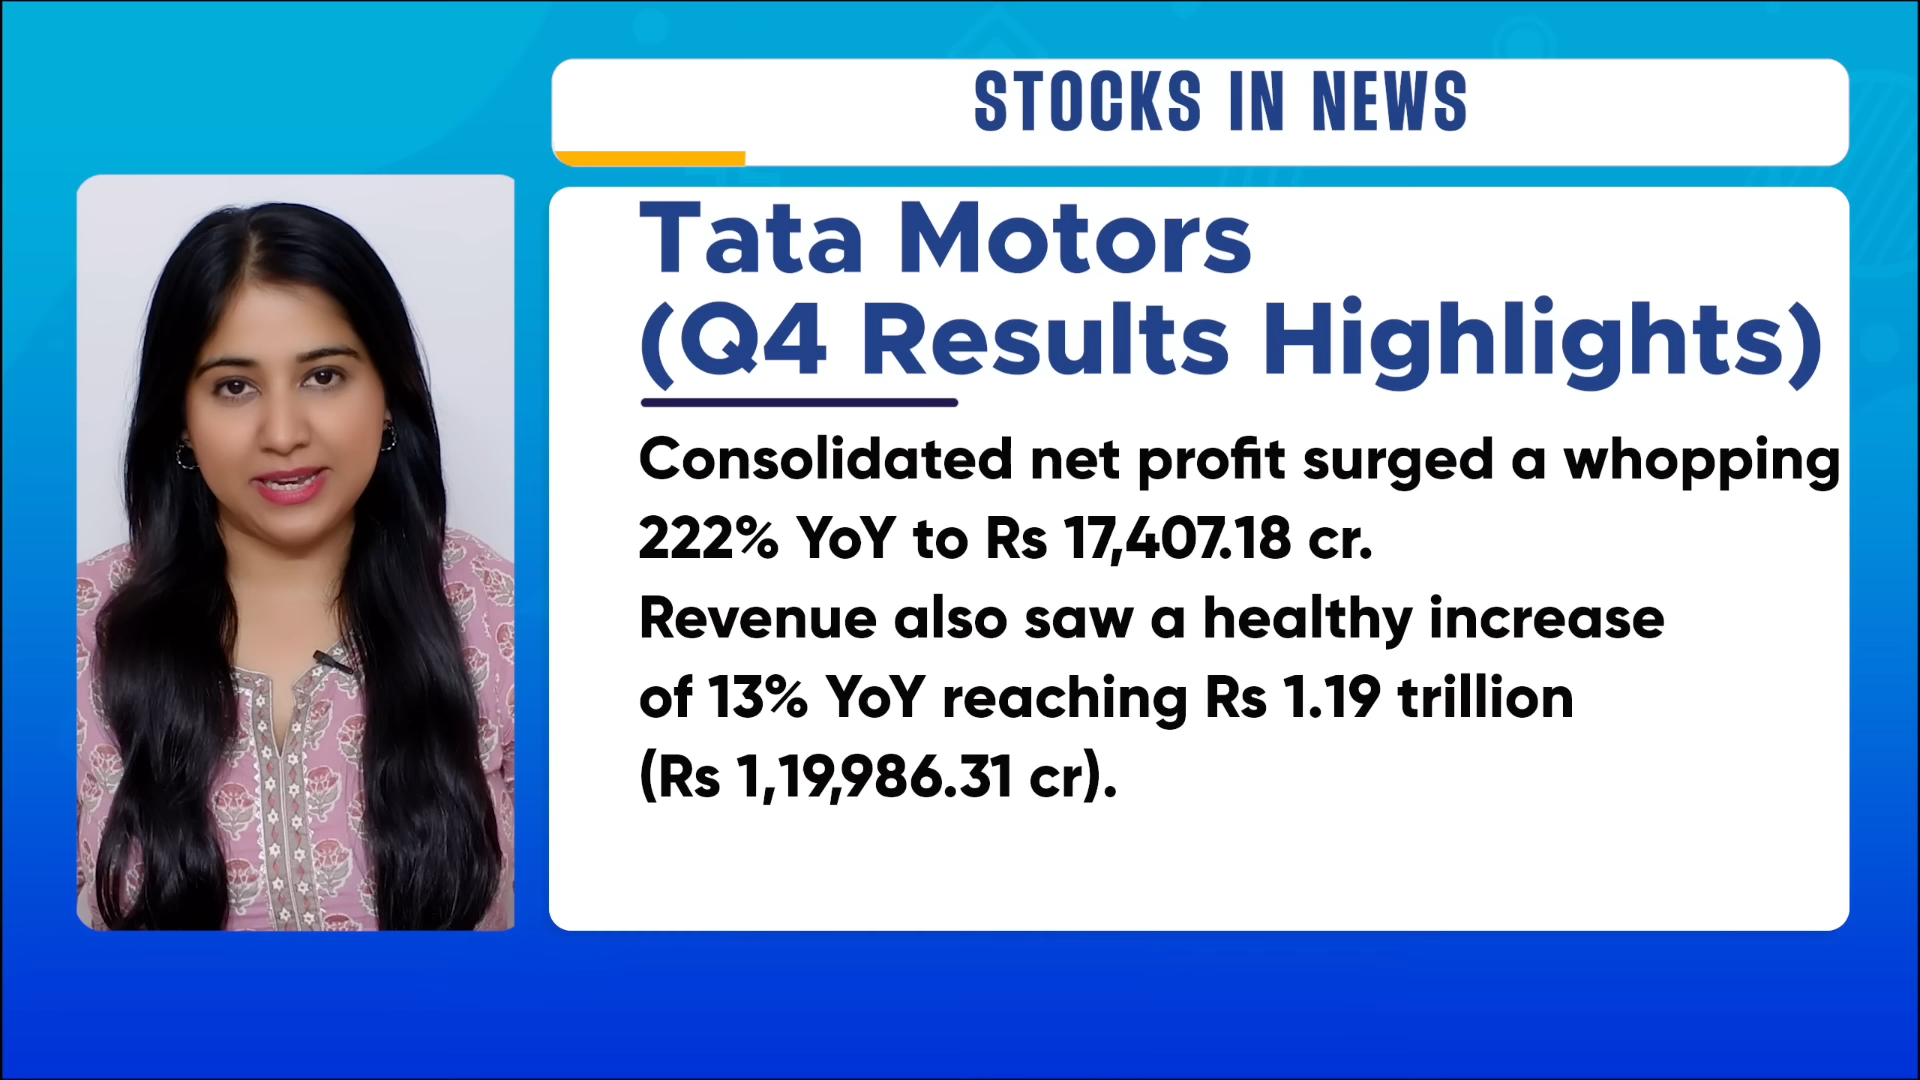 STOCKS IN NEWS
Tata Motors
(Q4 Results Highlights)
Consolidated net profit surged a whopping
222% YoY to Rs 17,407.18 cr.
Revenue also saw a healthy increase
of 13% YoY reaching Rs 1.19 trillion
(Rs 1,19,986.31 cr).